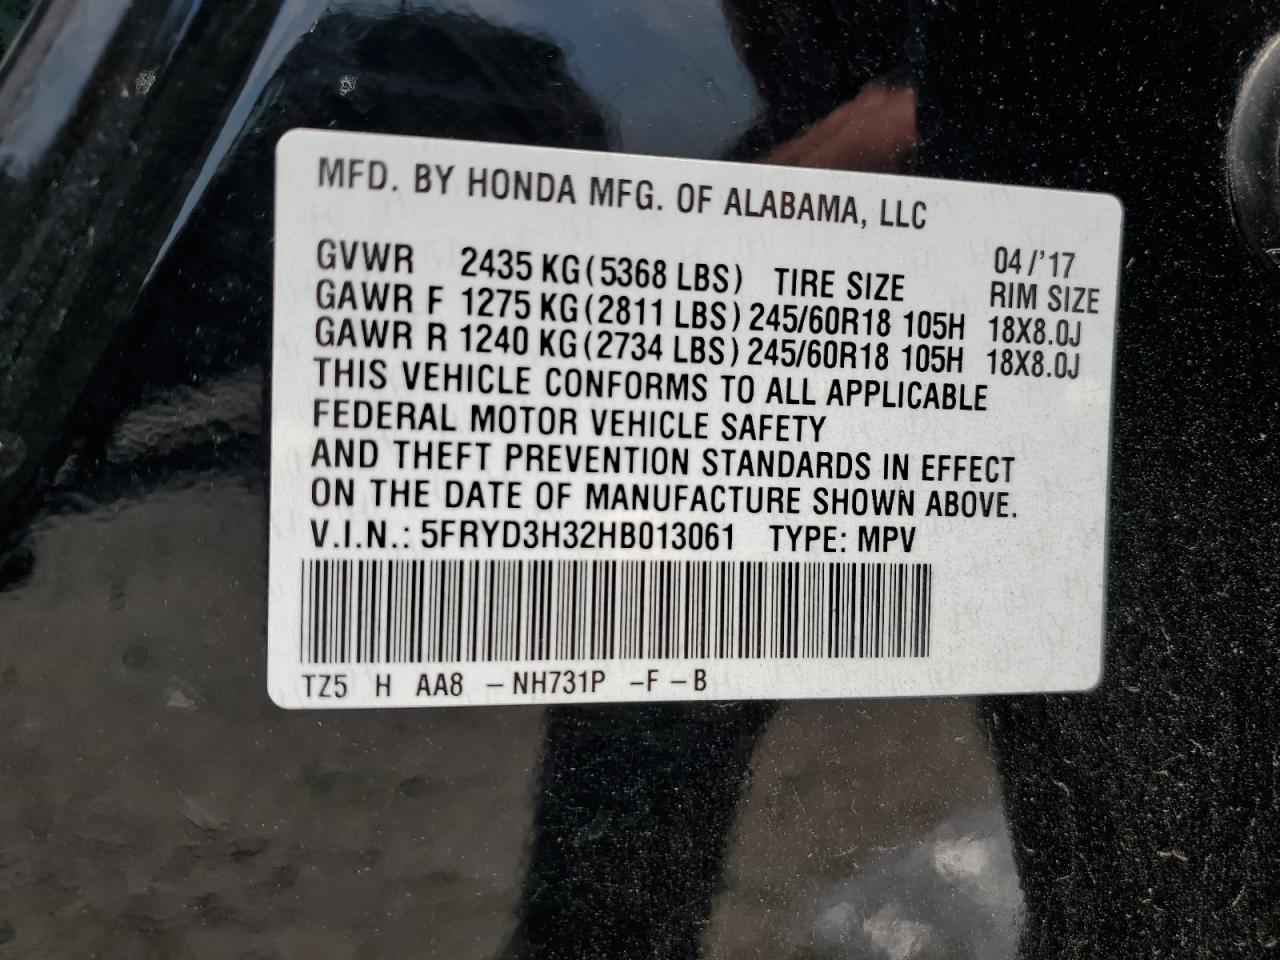 MFD. BY HONDA MFG. OF ALABAMA, LLC
04/'17
GVWR 2435 KG(5368 LBS) TIRE SIZE RIM SIZE
GAWR F 1275 KG(2811 LBS) 245/60R18 105H 18X8.0J
GAWR R 1240 KG(2734 LBS) 245/60R18 105H 18X8.0J
THIS VEHICLE CONFORMS TO ALL APPLICABLE
FEDERAL MOTOR VEHICLE SAFETY
AND THEFT PREVENTION STANDARDS IN EFFECT
ON THE DATE OF MANUFACTURE SHOWN ABOVE.
V.I.N.: 5FRYD3H32HB013061 TYPE: MPV
TZ5 H AA8 -NH731P -F-B